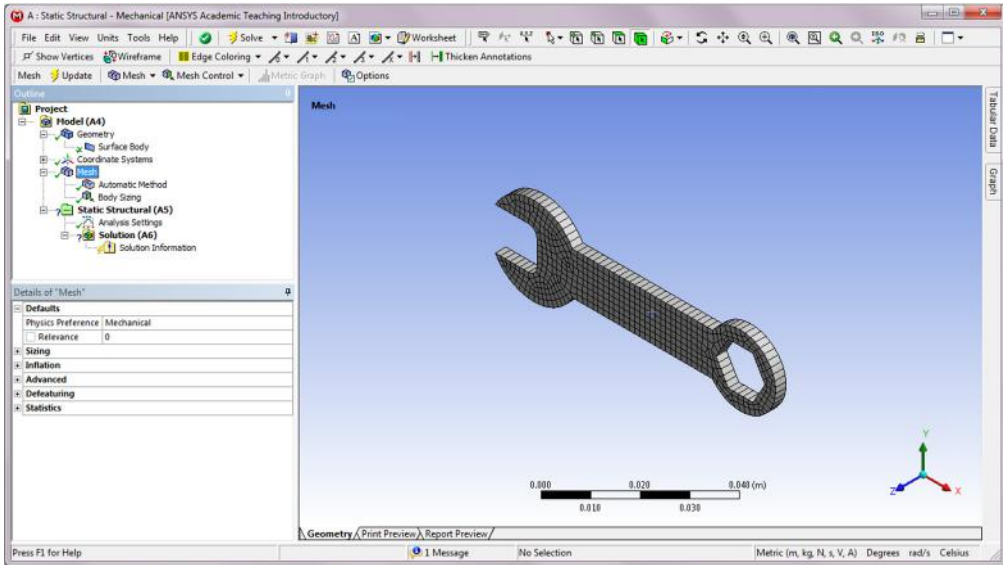 A : Static Structural - Mechanical [ANSYS Academic Teaching Introductory]
File Edit View Units Tools Help Solve Worksheet
Show Vertices Wireframe Edge Coloring Thicken Annotations
Mesh Update Mesh Mesh Control Metric Graph Options
Outline
Project
Model (A4)
Geometry
Surface Body
Coordinate Systems
Mesh
Automatic Method
Body Sizing
Static Structural (A5)
Analysis Settings
Solution (A6)
Solution Information
Details of "Mesh"
Defaults
Physics Preference Mechanical
Relevance 0
Sizing
Inflation
Advanced
Defeaturing
Statistics
Mesh
0.000 0.020 0.040 (m)
0.010 0.030
Y
Z X
Tabular Data
Graph
Geometry Print Preview Report Preview
Press F1 for Help 1 Message No Selection Metric (m, kg, N, s, V, A) Degrees rad/s Celsius